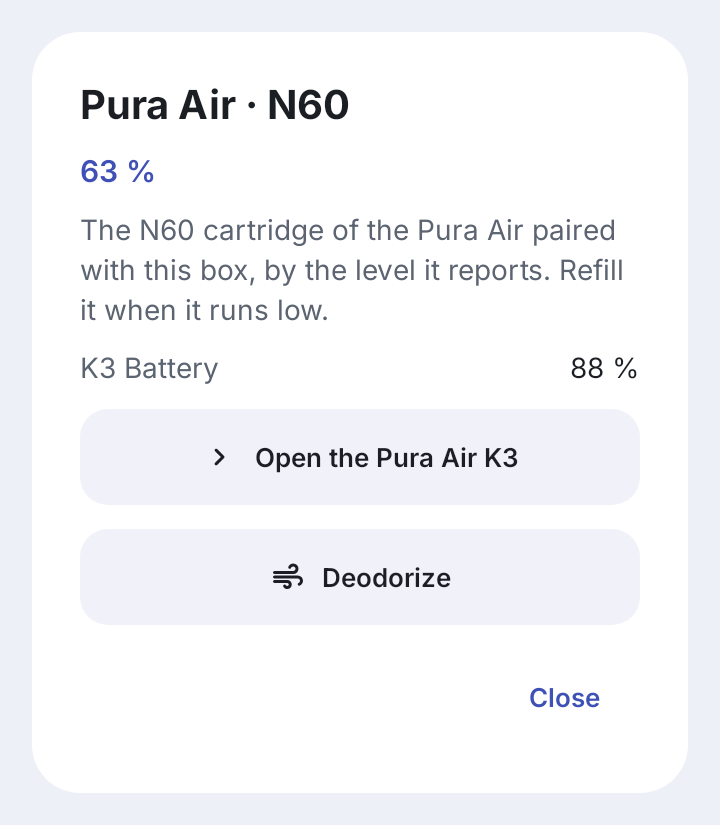 Pura Air · N60
63 %
The N60 cartridge of the Pura Air paired
with this box, by the level it reports. Refill
it when it runs low.
K3 Battery 88 %
Open the Pura Air K3
Deodorize
Close